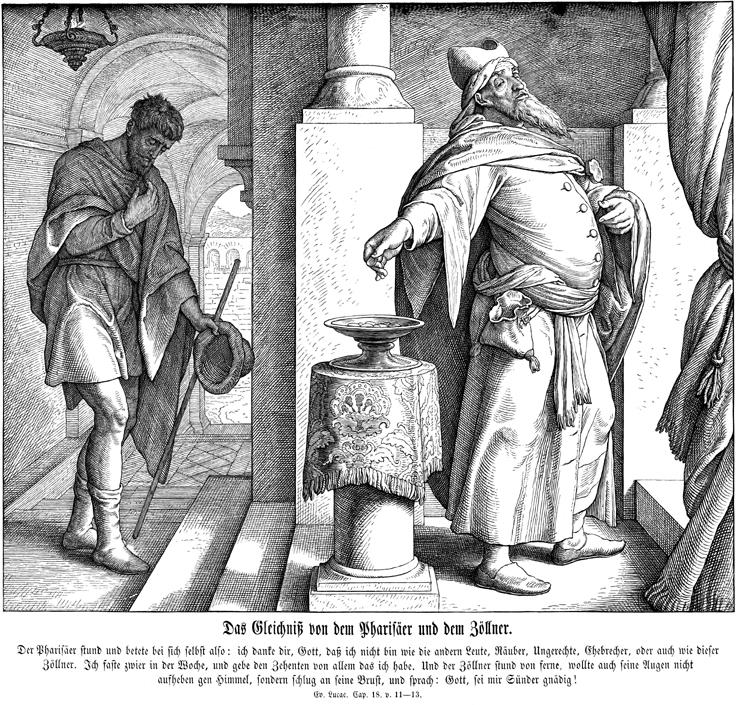 Das Gleichniß von dem Pharisäer und dem Zöllner.
Der Pharisäer stund und betete bei sich selbst also: ich danke dir, Gott, daß ich nicht bin wie die andern Leute, Räuber, Ungerechte, Ehebrecher, oder auch wie dieser
Zöllner. Ich faste zwier in der Woche, und gebe den Zehenten von allem das ich habe. Und der Zöllner stund von ferne, wollte auch seine Augen nicht
aufheben gen Himmel, sondern schlug an seine Brust, und sprach: Gott, sei mir Sünder gnädig!
Ev. Lucac. Cap. 18. v. 11—13.